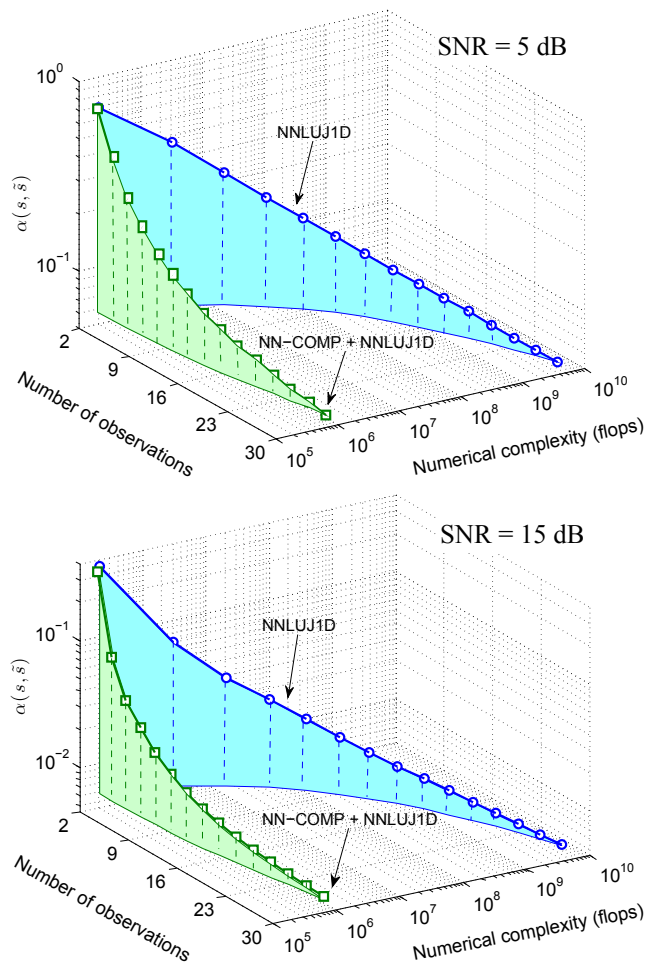 SNR = 5 dB
10^0
NNLUJ1D
α(s, s̃)
10^−1
NN−COMP + NNLUJ1D
2
9
16
23
30
Number of observations
10^5
10^6
10^7
10^8
10^9
10^10
Numerical complexity (flops)
SNR = 15 dB
NNLUJ1D
10^−1
α(s, s̃)
10^−2
NN−COMP + NNLUJ1D
2
9
16
23
30
Number of observations
10^5
10^6
10^7
10^8
10^9
10^10
Numerical complexity (flops)